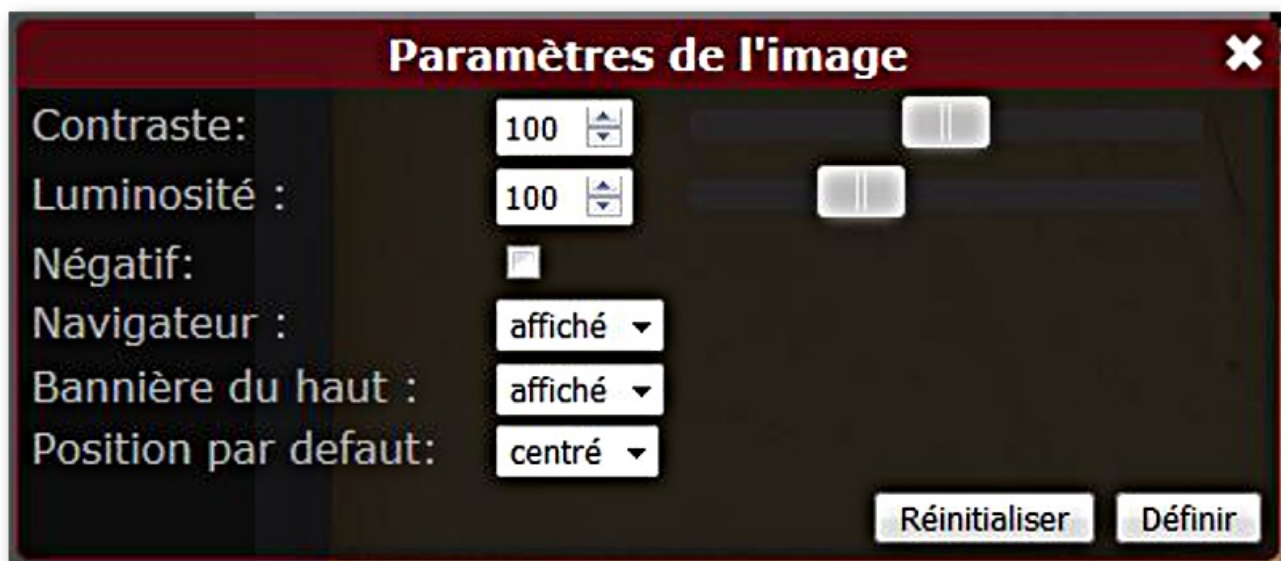 Paramètres de l'image
Contraste: 100
Luminosité : 100
Négatif:
Navigateur : affiché
Bannière du haut : affiché
Position par defaut: centré
Réinitialiser Définir